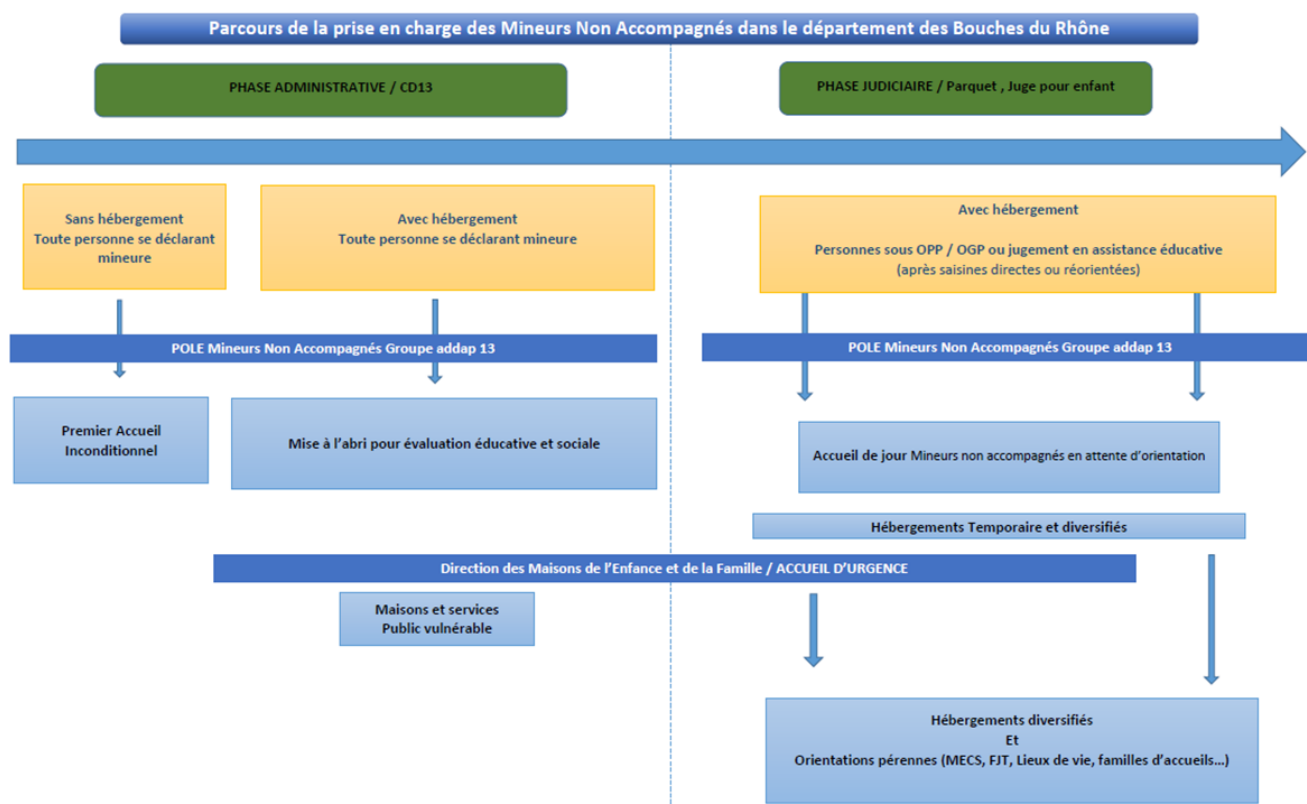 Parcours de la prise en charge des Mineurs Non Accompagnés dans le département des Bouches du Rhône
PHASE ADMINISTRATIVE / CD13
PHASE JUDICIAIRE / Parquet , Juge pour enfant
Sans hébergement
Toute personne se déclarant
mineure
Avec hébergement
Toute personne se déclarant mineure
Avec hébergement
Personnes sous OPP / OGP ou jugement en assistance éducative
(après saisines directes ou réorientées)
POLE Mineurs Non Accompagnés Groupe addap 13
POLE Mineurs Non Accompagnés Groupe addap 13
Premier Accueil
Inconditionnel
Mise à l'abri pour évaluation éducative et sociale
Accueil de jour Mineurs non accompagnés en attente d'orientation
Hébergements Temporaire et diversifiés
Direction des Maisons de l'Enfance et de la Famille / ACCUEIL D'URGENCE
Maisons et services
Public vulnérable
Hébergements diversifiés
Et
Orientations pérennes (MECS, FJT, Lieux de vie, familles d'accueils…)